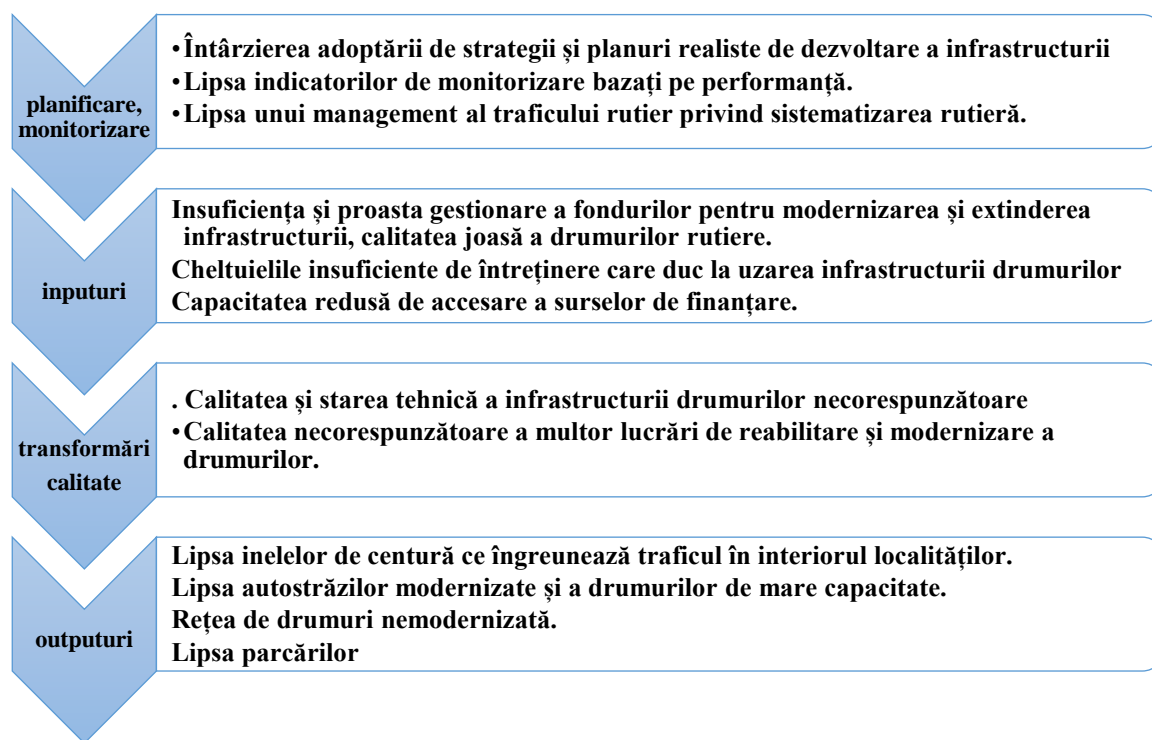 planificare,
monitorizare
•Întârzierea adoptării de strategii și planuri realiste de dezvoltare a infrastructurii
•Lipsa indicatorilor de monitorizare bazați pe performanță.
•Lipsa unui management al traficului rutier privind sistematizarea rutieră.
inputuri
Insuficiența și proasta gestionare a fondurilor pentru modernizarea și extinderea
infrastructurii, calitatea joasă a drumurilor rutiere.
Cheltuielile insuficiente de întreținere care duc la uzarea infrastructurii drumurilor
Capacitatea redusă de accesare a surselor de finanțare.
transformări
calitate
. Calitatea și starea tehnică a infrastructurii drumurilor necorespunzătoare
•Calitatea necorespunzătoare a multor lucrări de reabilitare și modernizare a
drumurilor.
outputuri
Lipsa inelelor de centură ce îngreunează traficul în interiorul localităților.
Lipsa autostrăzilor modernizate și a drumurilor de mare capacitate.
Rețea de drumuri nemodernizată.
Lipsa parcărilor